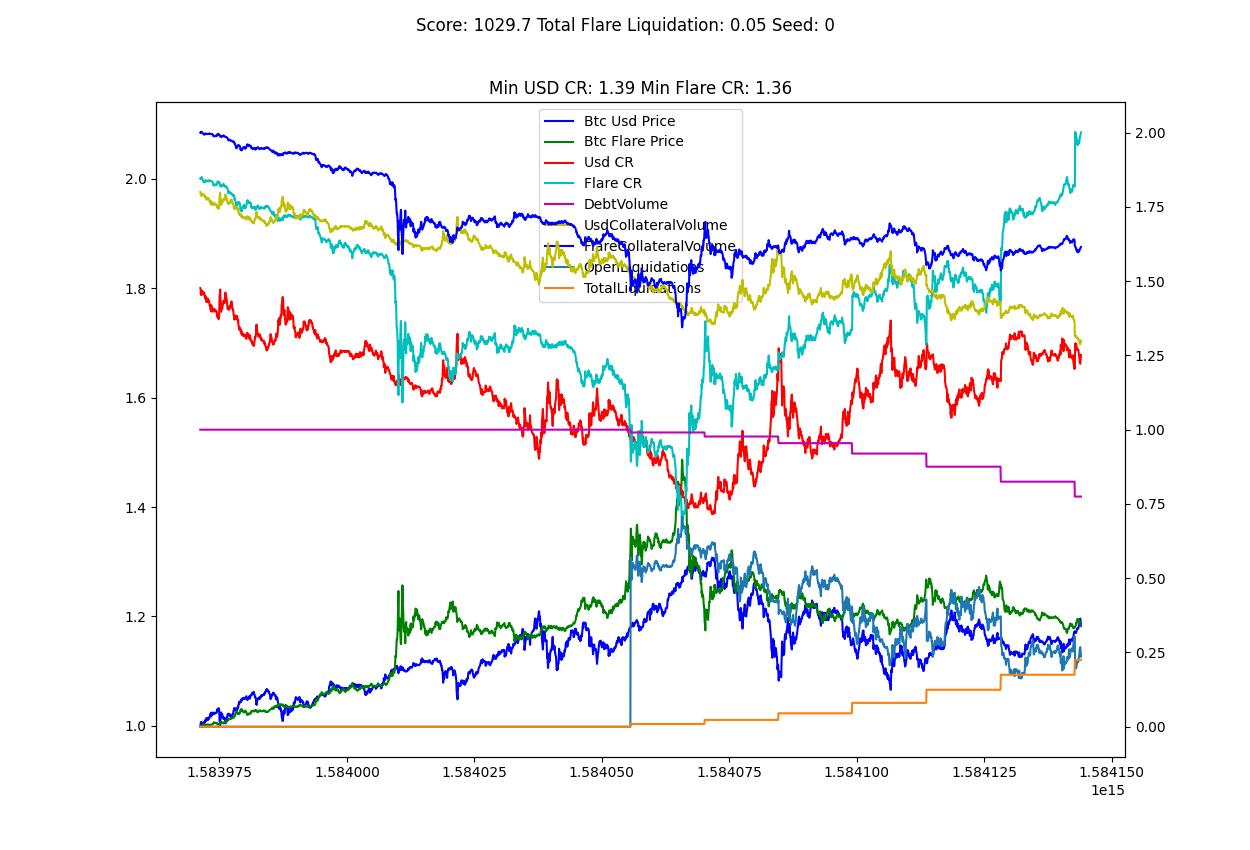 Score: 1029.7 Total Flare Liquidation: 0.05 Seed: 0
Min USD CR: 1.39 Min Flare CR: 1.36
Btc Usd Price
Btc Flare Price
Usd CR
Flare CR
DebtVolume
UsdCollateralVolume
FlareCollateralVolume
OpenLiquidations
TotalLiquidations
2.0
1.8
1.6
1.4
1.2
1.0
2.00
1.75
1.50
1.25
1.00
0.75
0.50
0.25
0.00
1.583975 1.584000 1.584025 1.584050 1.584075 1.584100 1.584125 1.584150
1e15